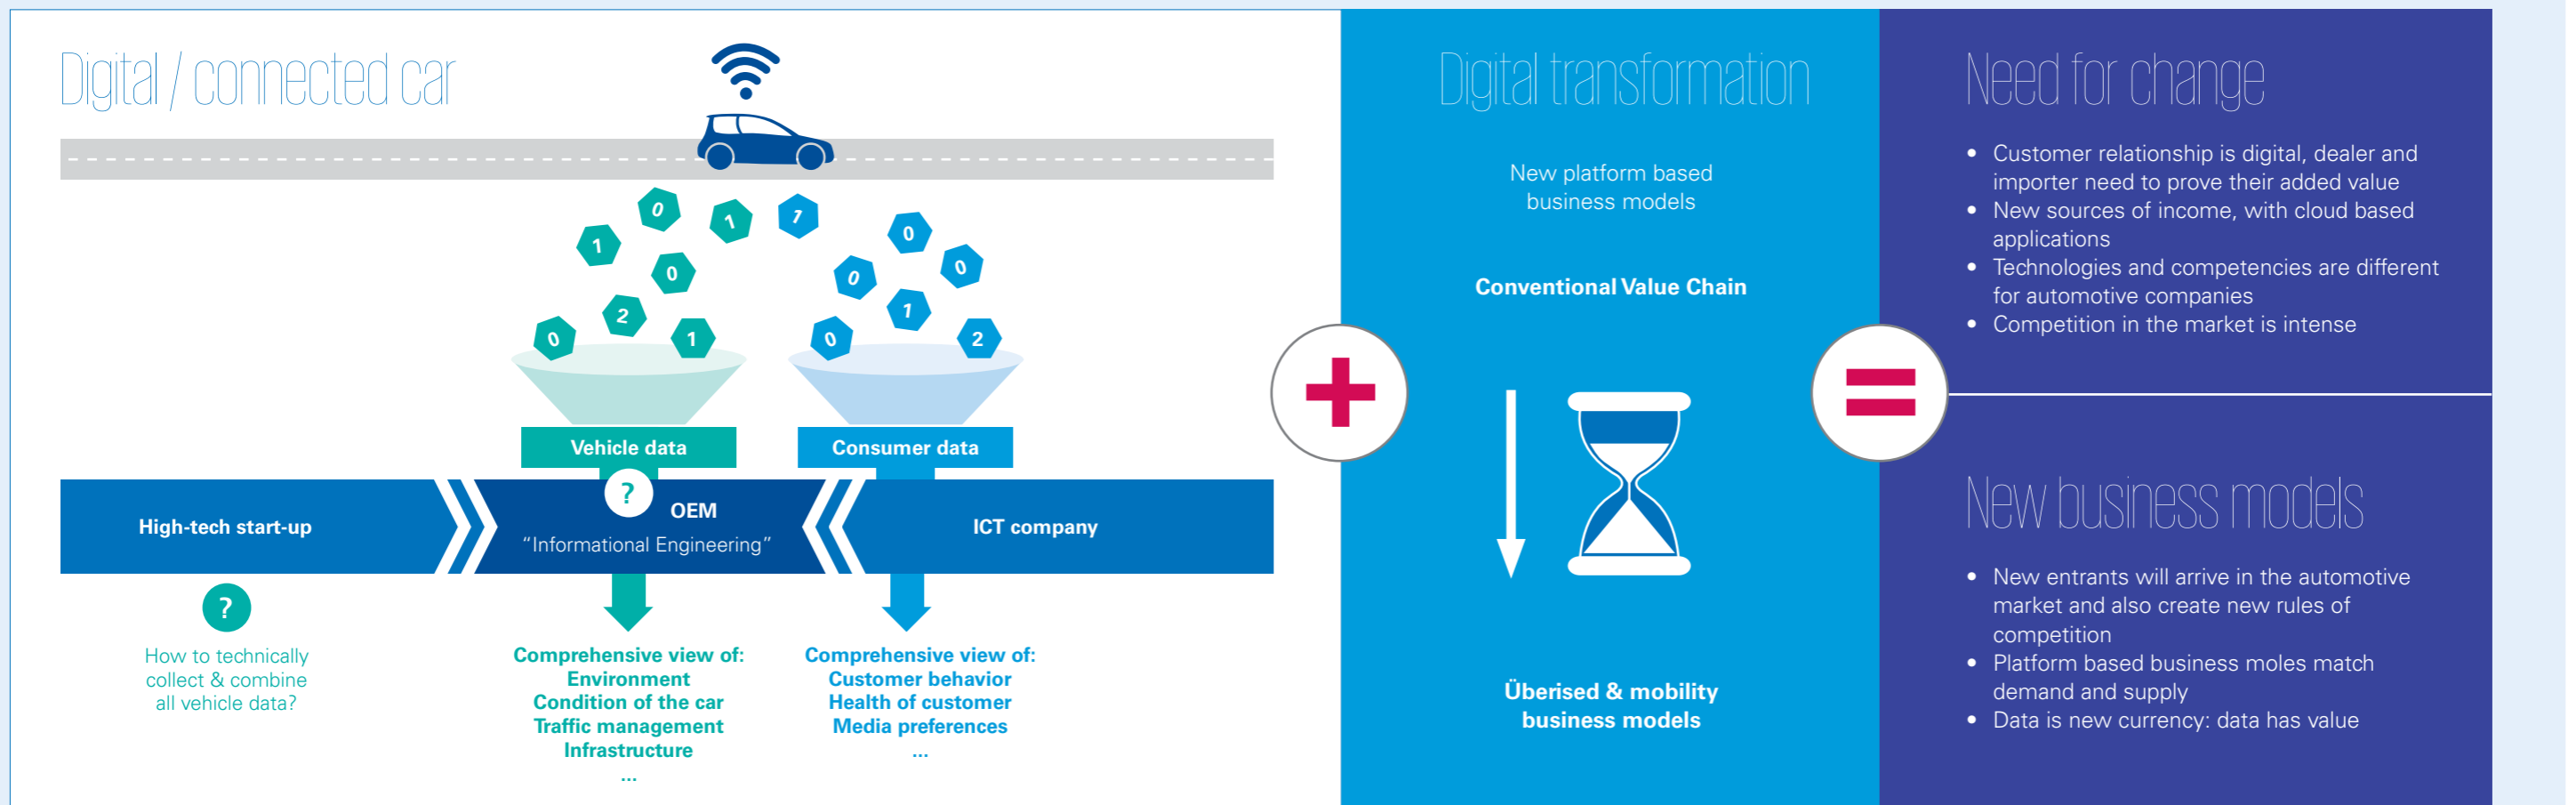 Digital / connected car
0
1
1
1
0
0
0
0
2
1
0
1
0
2
Vehicle data
Consumer data
High-tech start-up
?
OEM
“Informational Engineering”
ICT company
?
How to technically
collect & combine
all vehicle data?
Comprehensive view of:
Environment
Condition of the car
Traffic management
Infrastructure
...
Comprehensive view of:
Customer behavior
Health of customer
Media preferences
...
+
Digital transformation
New platform based
business models
Conventional Value Chain
Überised & mobility
business models
=
Need for change
• Customer relationship is digital, dealer and
importer need to prove their added value
• New sources of income, with cloud based
applications
• Technologies and competencies are different
for automotive companies
• Competition in the market is intense
New business models
• New entrants will arrive in the automotive
market and also create new rules of
competition
• Platform based business moles match
demand and supply
• Data is new currency: data has value